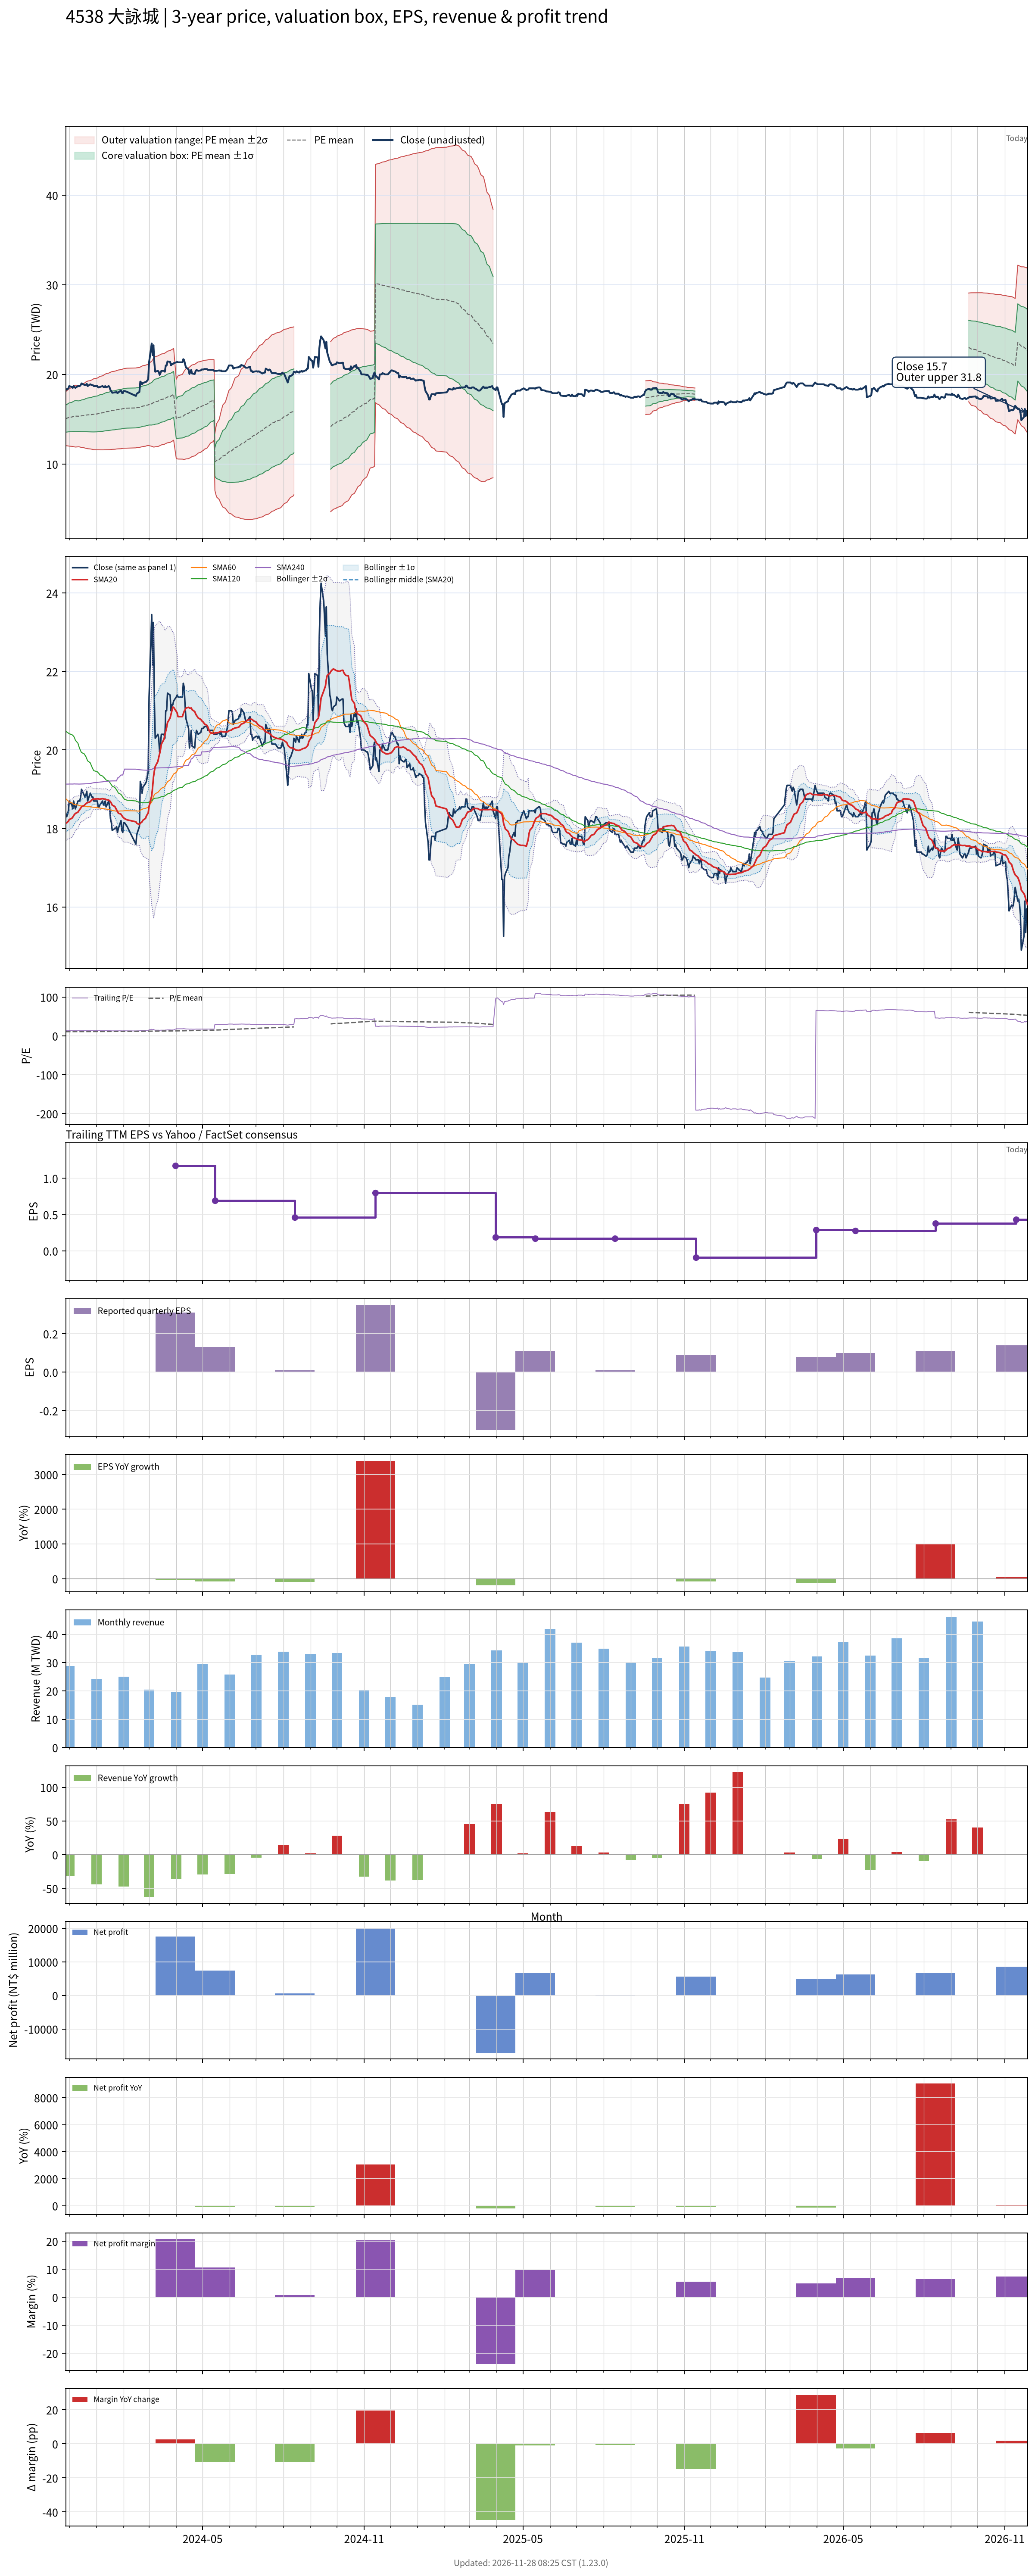 4538 大詠城 | 3-year price, valuation box, EPS, revenue & profit trend
Outer valuation range: PE mean ±2σ
Core valuation box: PE mean ±1σ
PE mean
Close (unadjusted)
Today
40
30
20
10
Price (TWD)
Close 15.7
Outer upper 31.8
Close (same as panel 1)
SMA20
SMA60
SMA120
SMA240
Bollinger ±2σ
Bollinger ±1σ
Bollinger middle (SMA20)
24
22
20
18
16
Price
Trailing P/E
P/E mean
100
0
-100
-200
P/E
Trailing TTM EPS vs Yahoo / FactSet consensus
Today
1.0
0.5
0.0
EPS
Reported quarterly EPS
0.2
0.0
-0.2
EPS
EPS YoY growth
3000
2000
1000
0
YoY (%)
Monthly revenue
40
30
20
10
0
Revenue (M TWD)
Revenue YoY growth
100
50
0
-50
YoY (%)
Month
Net profit
20000
10000
0
-10000
Net profit (NT$ million)
Net profit YoY
8000
6000
4000
2000
0
YoY (%)
Net profit margin
20
10
0
-10
-20
Margin (%)
Margin YoY change
20
0
-20
-40
Δ margin (pp)
2024-05
2024-11
2025-05
2025-11
2026-05
2026-11
Updated: 2026-11-28 08:25 CST (1.23.0)